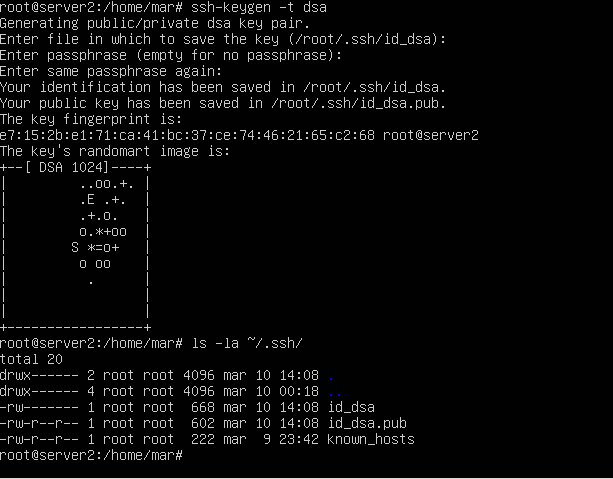 root@server2:/home/mar# ssh-keygen -t dsa
Generating public/private dsa key pair.
Enter file in which to save the key (/root/.ssh/id_dsa):
Enter passphrase (empty for no passphrase):
Enter same passphrase again:
Your identification has been saved in /root/.ssh/id_dsa.
Your public key has been saved in /root/.ssh/id_dsa.pub.
The key fingerprint is:
e7:15:2b:e1:71:ca:41:bc:37:ce:74:46:21:65:c2:68 root@server2
The key's randomart image is:
+--[ DSA 1024]----+
|         ..oo.+. |
|         .E .+.  |
|         .+.o.   |
|         o.*+oo  |
|        S *=o+   |
|         o oo    |
|          .      |
|                 |
|                 |
+-----------------+
root@server2:/home/mar# ls -la ~/.ssh/
total 20
drwx------ 2 root root 4096 mar 10 14:08 .
drwx------ 4 root root 4096 mar 10 00:18 ..
-rw------- 1 root root  668 mar 10 14:08 id_dsa
-rw-r--r-- 1 root root  602 mar 10 14:08 id_dsa.pub
-rw-r--r-- 1 root root  222 mar  9 23:42 known_hosts
root@server2:/home/mar#